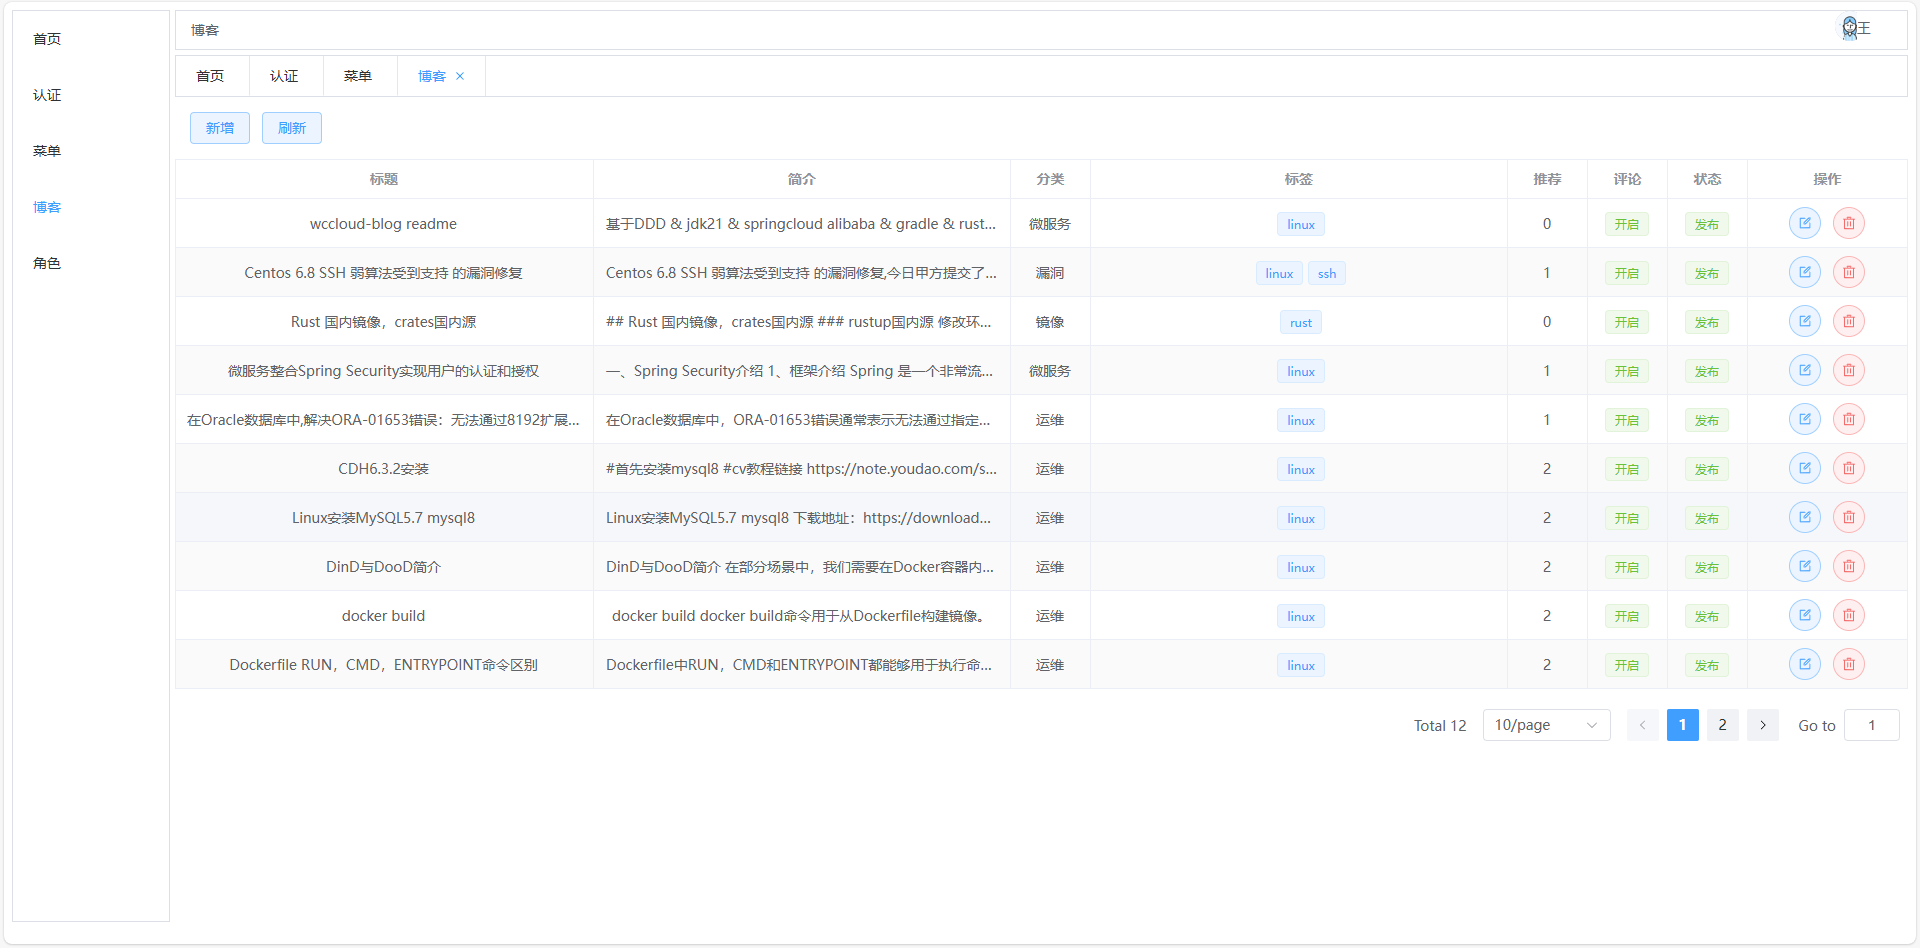 首页
认证
菜单
博客
角色
博客
王
首页 认证 菜单 博客
新增 刷新
标题 简介 分类 标签 推荐 评论 状态 操作
wccloud-blog readme 基于DDD & jdk21 & springcloud alibaba & gradle & rust... 微服务 linux 0 开启 发布
Centos 6.8 SSH 弱算法受到支持 的漏洞修复 Centos 6.8 SSH 弱算法受到支持 的漏洞修复,今日甲方提交了... 漏洞 linux ssh 1 开启 发布
Rust 国内镜像，crates国内源 ## Rust 国内镜像，crates国内源 ### rustup国内源 修改环... 镜像 rust 0 开启 发布
微服务整合Spring Security实现用户的认证和授权 一、Spring Security介绍 1、框架介绍 Spring 是一个非常流... 微服务 linux 1 开启 发布
在Oracle数据库中,解决ORA-01653错误：无法通过8192扩展... 在Oracle数据库中，ORA-01653错误通常表示无法通过指定... 运维 linux 1 开启 发布
CDH6.3.2安装 #首先安装mysql8 #cv教程链接 https://note.youdao.com/s... 运维 linux 2 开启 发布
Linux安装MySQL5.7 mysql8 Linux安装MySQL5.7 mysql8 下载地址：https://download... 运维 linux 2 开启 发布
DinD与DooD简介 DinD与DooD简介 在部分场景中，我们需要在Docker容器内... 运维 linux 2 开启 发布
docker build docker build docker build命令用于从Dockerfile构建镜像。 运维 linux 2 开启 发布
Dockerfile RUN，CMD，ENTRYPOINT命令区别 Dockerfile中RUN，CMD和ENTRYPOINT都能够用于执行命... 运维 linux 2 开启 发布
Total 12 10/page 1 2 Go to 1